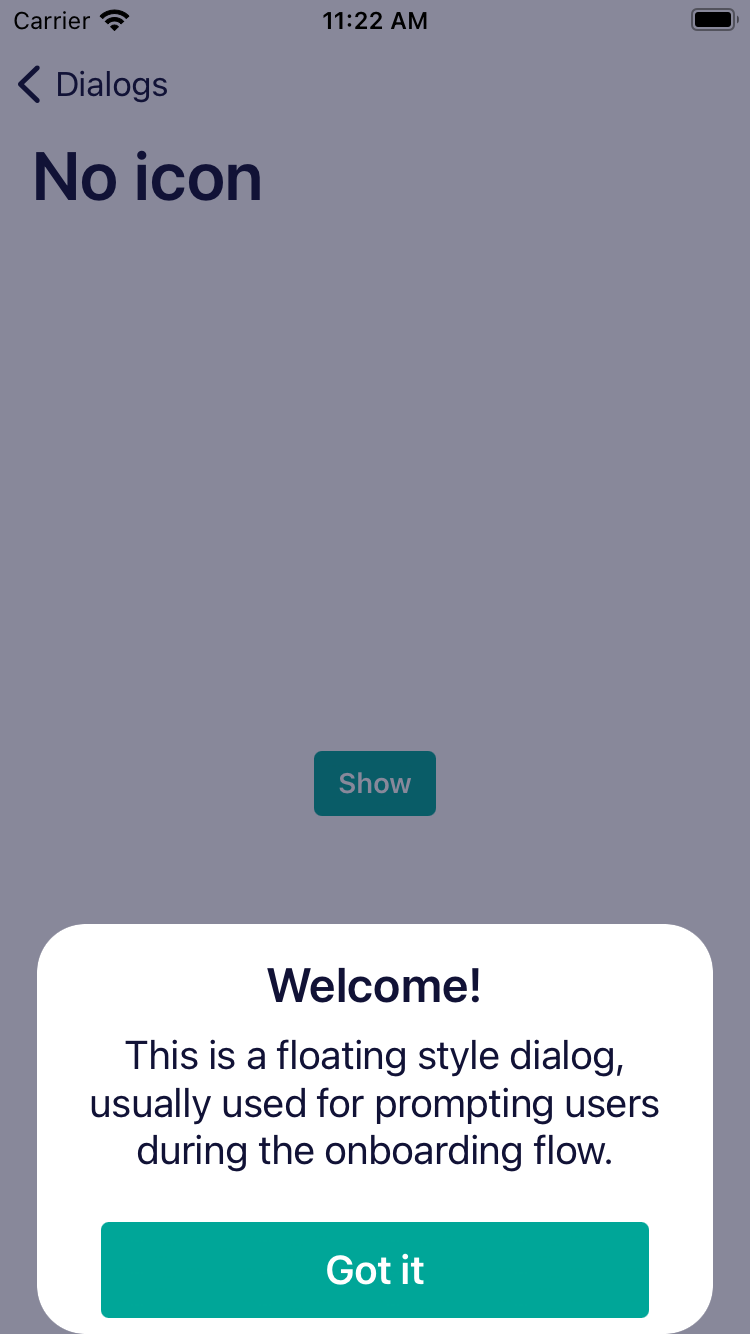 Carrier 11:22 AM
Dialogs
No icon
Show
Welcome!
This is a floating style dialog,
usually used for prompting users
during the onboarding flow.
Got it